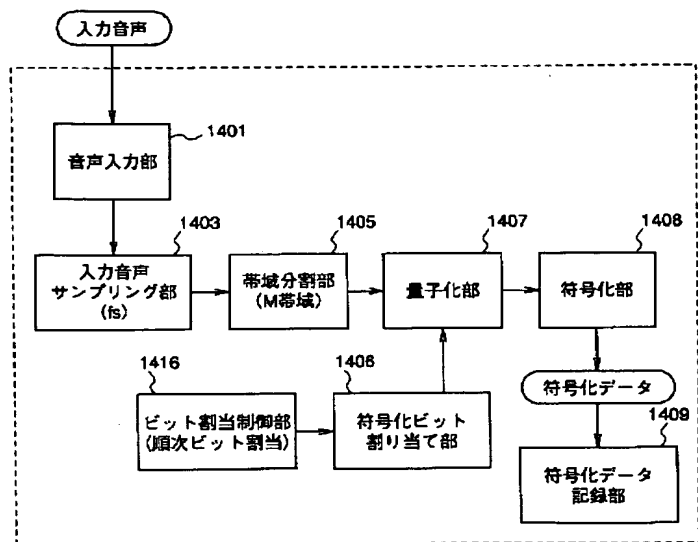 入力音声
1401
音声入力部
1403
1405
1407
1408
入力音声
サンプリング部
(fs)
帯域分割部
(M帯域)
量子化部
符号化部
1416
1406
ビット割当制御部
(順次ビット割当)
符号化ビット
割り当て部
符号化データ
1409
符号化データ
記録部